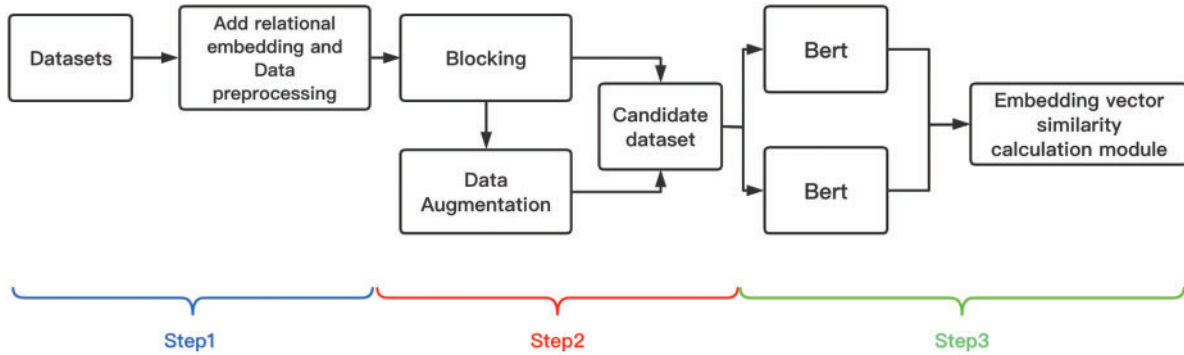 Datasets
Add relational
embedding and
Data
preprocessing
Blocking
Data
Augmentation
Candidate
dataset
Bert
Bert
Embedding vector
similarity
calculation module
Step1
Step2
Step3